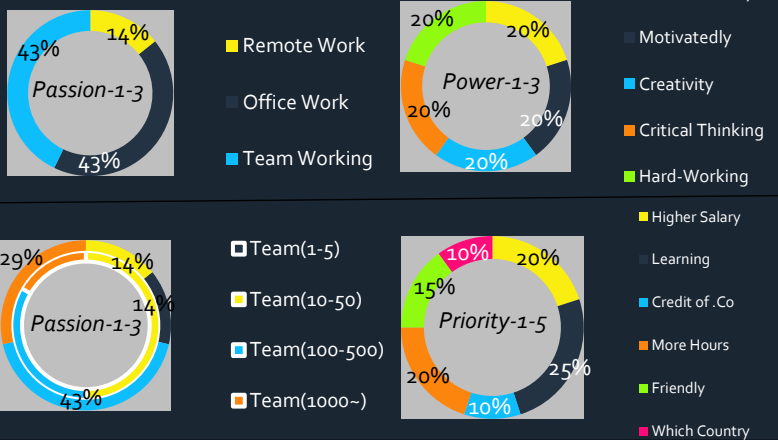 14%
43%
43%
Passion-1-3
Remote Work
Office Work
Team Working
20%
20%
20%
20%
20%
Power-1-3
Motivatedly
Creativity
Critical Thinking
Hard-Working
29%
14%
14%
43%
Passion-1-3
Team(1-5)
Team(10-50)
Team(100-500)
Team(1000~)
10%
20%
15%
25%
20%
10%
Priority-1-5
Higher Salary
Learning
Credit of .Co
More Hours
Friendly
Which Country